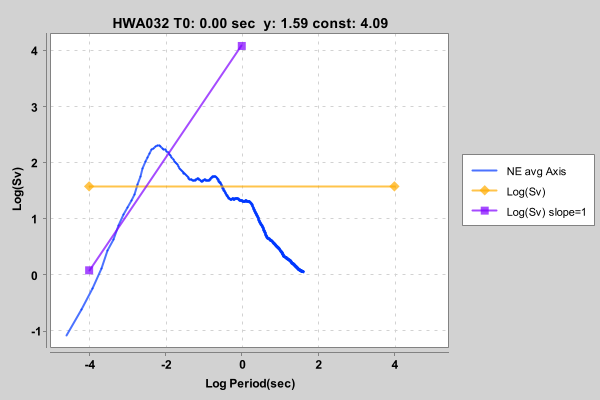 HWA032 T0: 0.00 sec  y: 1.59 const: 4.09
Log(Sv)
4
3
2
1
0
-1
-4
-2
0
2
4
Log Period(sec)
NE avg Axis
Log(Sv)
Log(Sv) slope=1